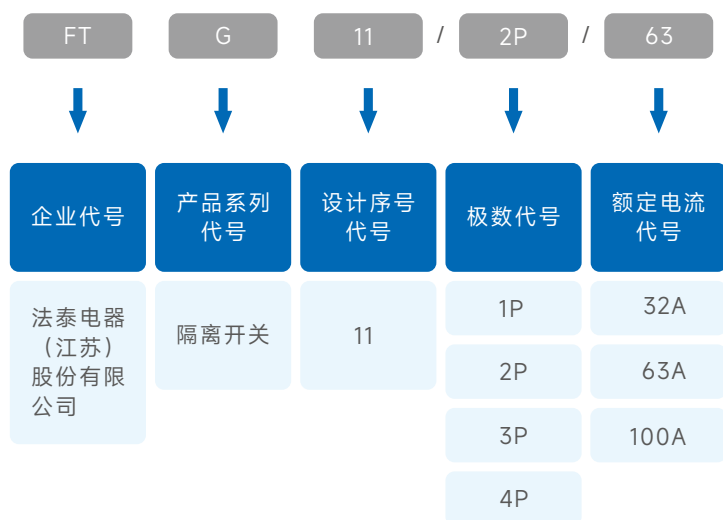 FT G 11 / 2P / 63
企业代号
产品系列
代号
设计序号
代号
极数代号
额定电流
代号
法泰电器
（江苏）
股份有限
公司
隔离开关
11
1P
2P
3P
4P
32A
63A
100A